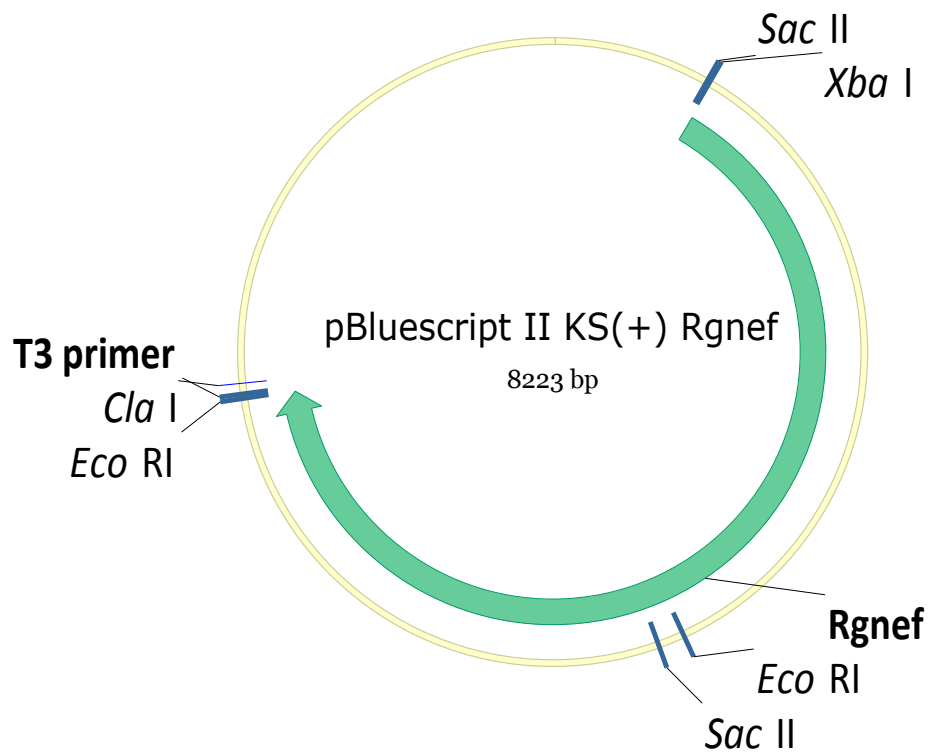 Sac II
Xba I
pBluescript II KS(+) Rgnef
8223 bp
T3 primer
Cla I
Eco RI
Rgnef
Eco RI
Sac II